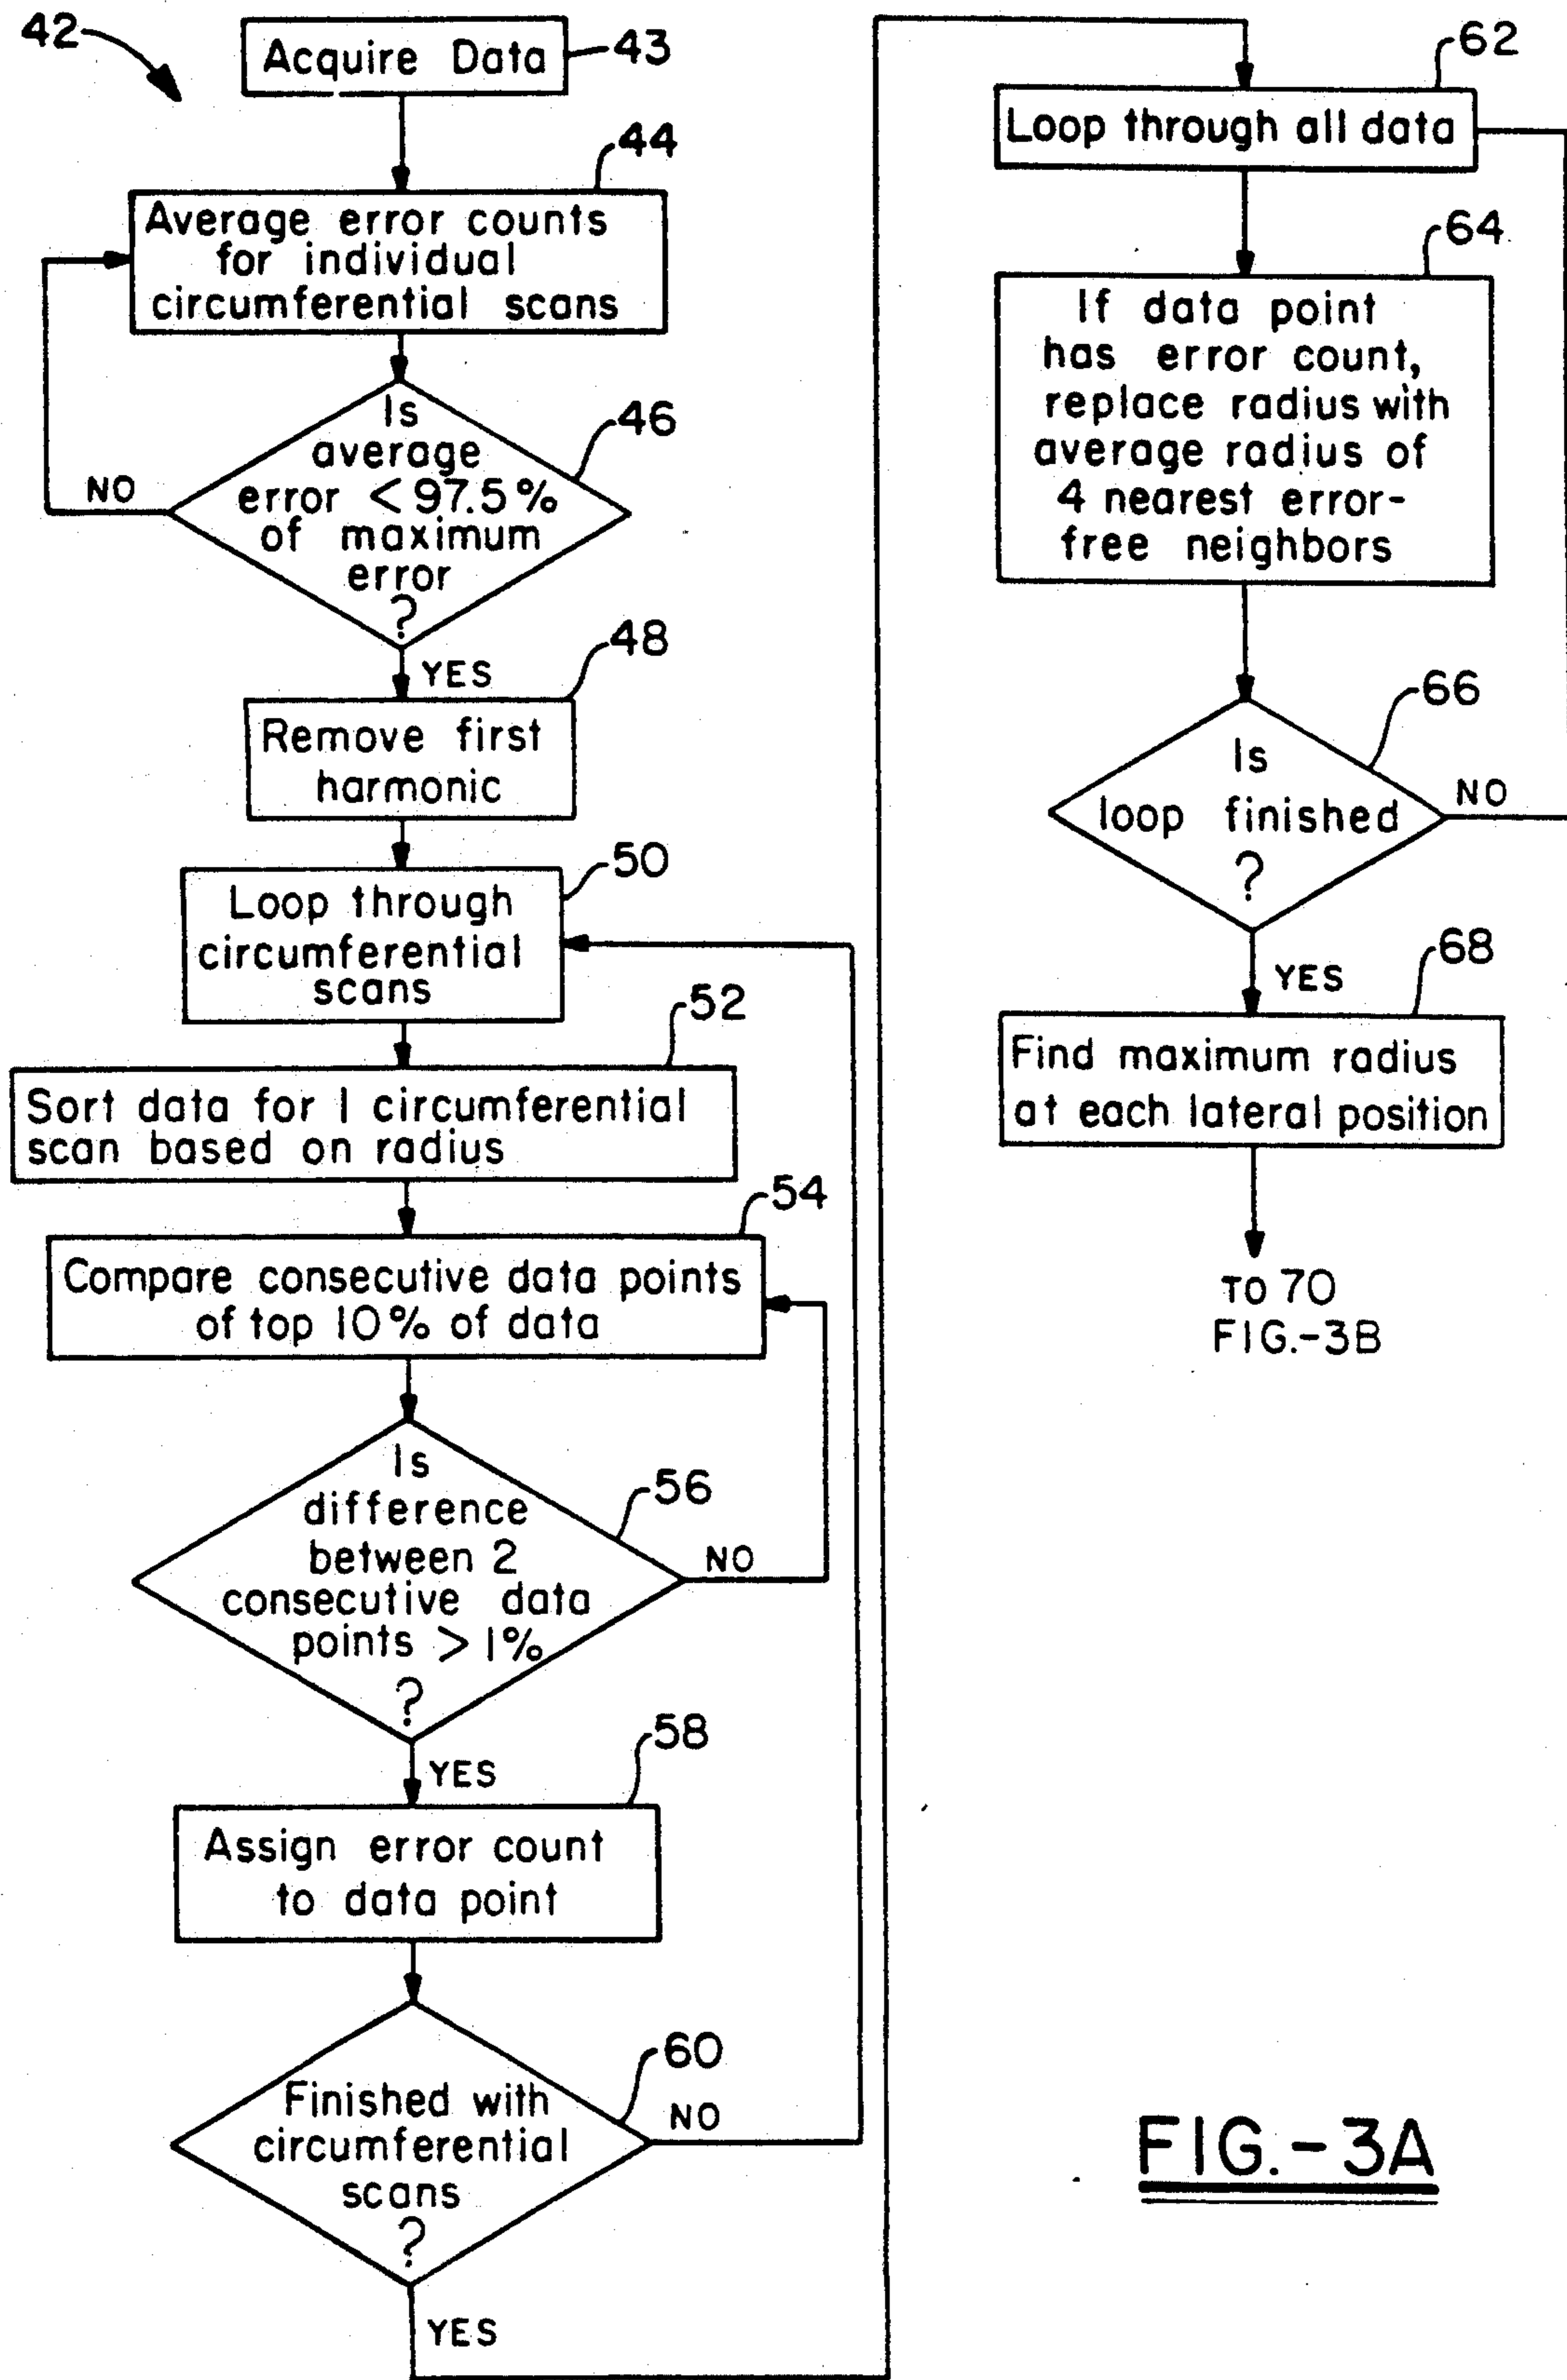 42
Acquire Data
43
44
Average error counts
for individual
circumferential scans
Is
average
error < 97.5%
of maximum
error
?
46
NO
YES
48
Remove first
harmonic
50
Loop through
circumferential
scans
52
Sort data for 1 circumferential
scan based on radius
54
Compare consecutive data points
of top 10% of data
Is
difference
between 2
consecutive data
points > 1%
?
56
NO
YES
58
Assign error count
to data point
60
Finished with
circumferential
scans
?
NO
YES
62
Loop through all data
64
If data point
has error count,
replace radius with
average radius of
4 nearest error-
free neighbors
66
Is
loop finished
?
NO
YES
68
Find maximum radius
at each lateral position
TO 70
FIG.-3B
FIG.-3A